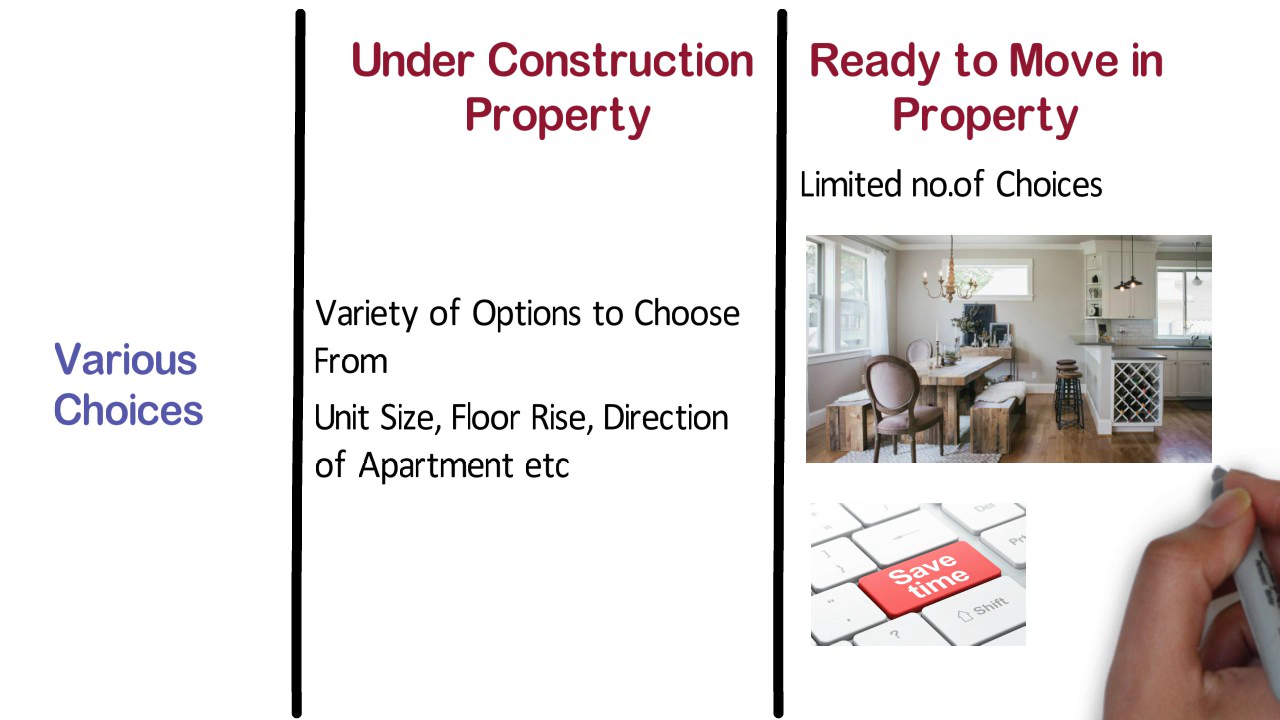 Under Construction
Property
Ready to Move in
Property
Various
Choices
Variety of Options to Choose
From
Unit Size, Floor Rise, Direction
of Apartment etc
Limited no.of Choices
Del
}
]
Save
time
"
,
?
Shift